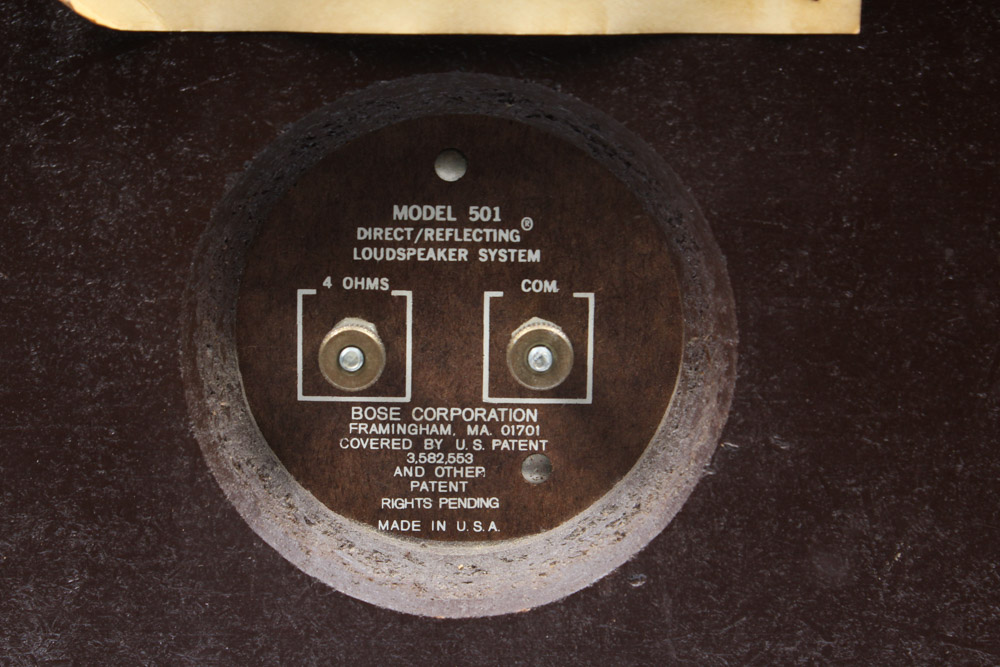 MODEL 501
DIRECT/REFLECTING®
LOUDSPEAKER SYSTEM
4 OHMS
COM.
BOSE CORPORATION
FRAMINGHAM, MA. 01701
COVERED BY U.S. PATENT
3,582,553
AND OTHER
PATENT
RIGHTS PENDING
MADE IN U.S.A.